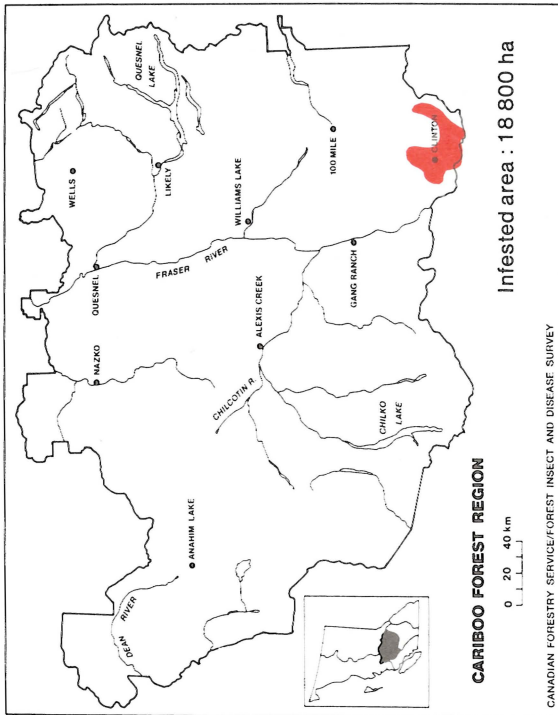 WELLS
QUESNEL
LAKE
LIKELY
QUESNEL
NAZKO
FRASER
RIVER
WILLIAMS LAKE
ALEXIS CREEK
CHILCOTIN R.
ANAHIM LAKE
DEAN
RIVER
100 MILE
GANG RANCH
CHILKO
LAKE
CLINTON
Infested area : 18 800 ha
CARIBOO FOREST REGION
0 20 40 km
CANADIAN FORESTRY SERVICE/FOREST INSECT AND DISEASE SURVEY